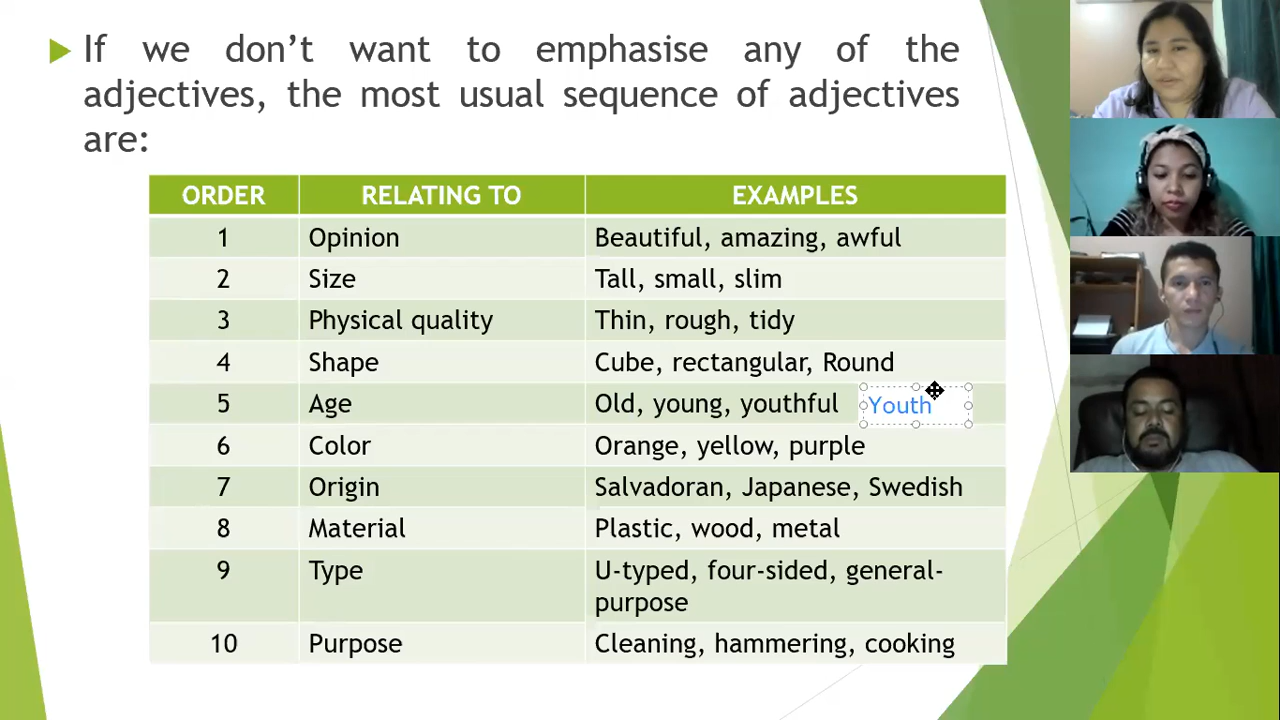 If we don’t want to emphasise any of the
adjectives, the most usual sequence of adjectives
are:
ORDER RELATING TO EXAMPLES
1 Opinion Beautiful, amazing, awful
2 Size Tall, small, slim
3 Physical quality Thin, rough, tidy
4 Shape Cube, rectangular, Round
5 Age Old, young, youthful Youth
6 Color Orange, yellow, purple
7 Origin Salvadoran, Japanese, Swedish
8 Material Plastic, wood, metal
9 Type U-typed, four-sided, general-
purpose
10 Purpose Cleaning, hammering, cooking